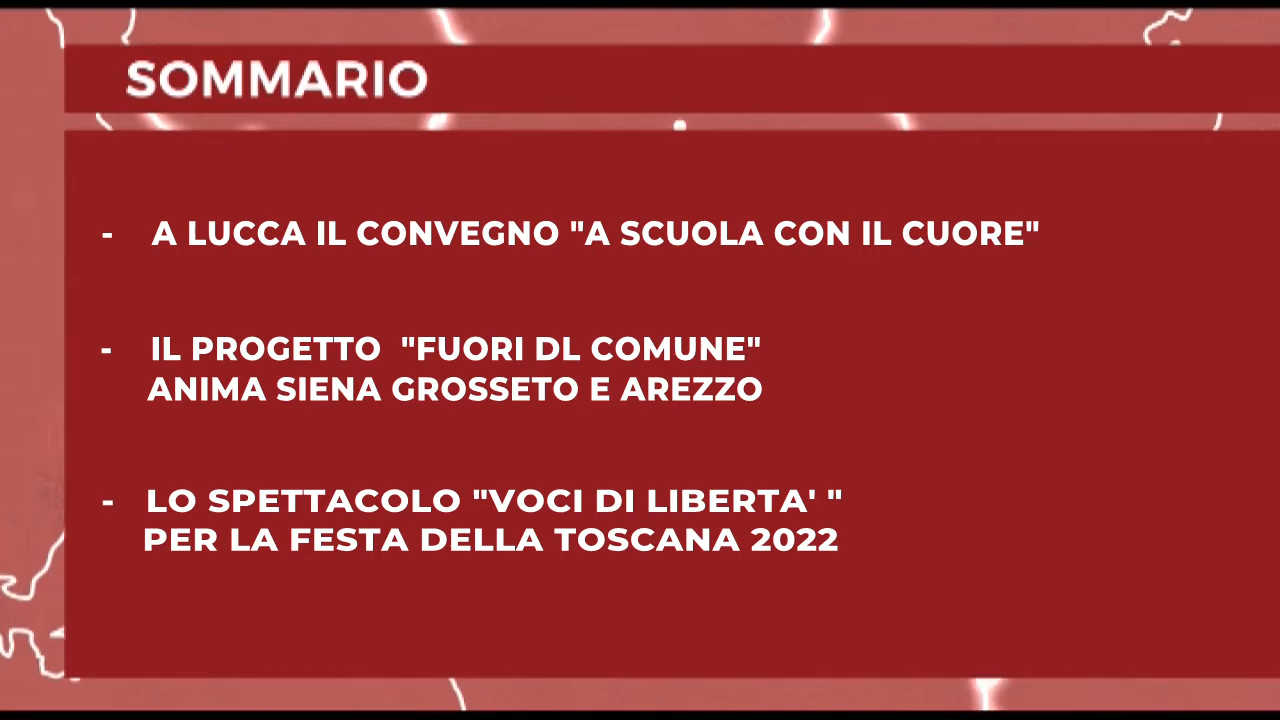 SOMMARIO
- A LUCCA IL CONVEGNO "A SCUOLA CON IL CUORE"
- IL PROGETTO "FUORI DL COMUNE"
ANIMA SIENA GROSSETO E AREZZO
- LO SPETTACOLO "VOCI DI LIBERTA' "
PER LA FESTA DELLA TOSCANA 2022